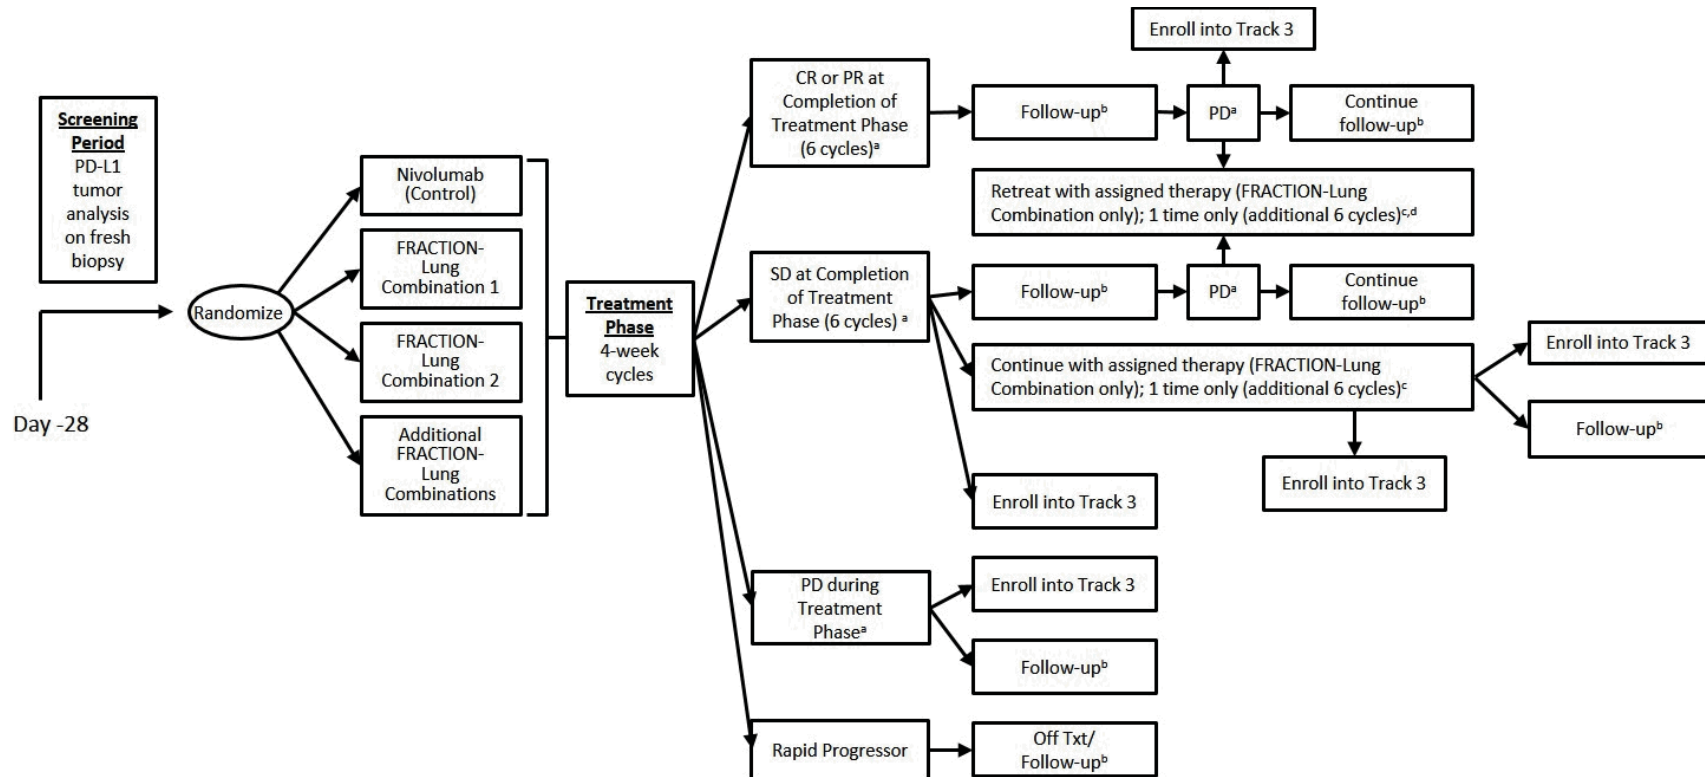 Screening
Period
PD-L1
tumor
analysis
on fresh
biopsy
Day -28
Randomize
Nivolumab
(Control)
FRACTION-
Lung
Combination 1
FRACTION-
Lung
Combination 2
Additional
FRACTION-
Lung
Combinations
Treatment
Phase
4-week
cycles
CR or PR at
Completion of
Treatment Phase
(6 cycles)ᵃ
Follow-upᵇ
PDᵃ
Enroll into Track 3
Continue
follow-upᵇ
Retreat with assigned therapy (FRACTION-Lung
Combination only); 1 time only (additional 6 cycles)ᶜ,ᵈ
SD at Completion
of Treatment
Phase (6 cycles) ᵃ
Follow-upᵇ
PDᵃ
Continue
follow-upᵇ
Continue with assigned therapy (FRACTION-Lung
Combination only); 1 time only (additional 6 cycles)ᶜ
Enroll into Track 3
Follow-upᵇ
Enroll into Track 3
Enroll into Track 3
PD during
Treatment
Phaseᵃ
Enroll into Track 3
Follow-upᵇ
Rapid Progressor
Off Txt/
Follow-upᵇ